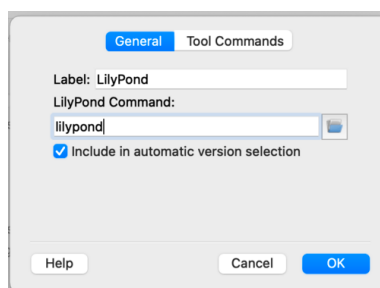 General Tool Commands
Label: LilyPond
LilyPond Command:
lilypond
Include in automatic version selection
Help Cancel OK